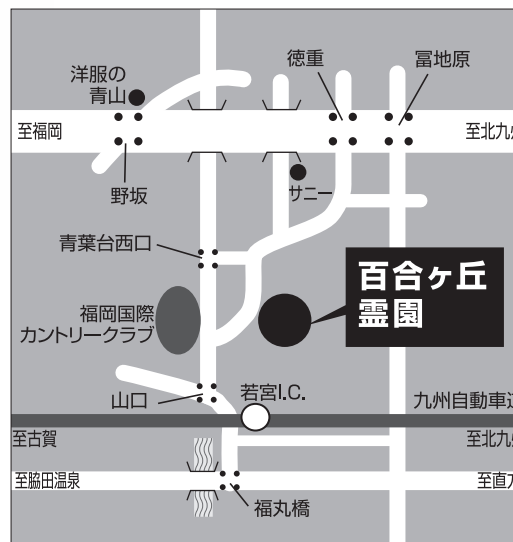 徳重
冨地原
洋服の
青山
至福岡
至北九州
野坂
サニー
青葉台西口
百合ヶ丘
霊園
福岡国際
カントリークラブ
山口
若宮I.C.
九州自動車道
至古賀
至北九
至脇田温泉
至直方
福丸橋